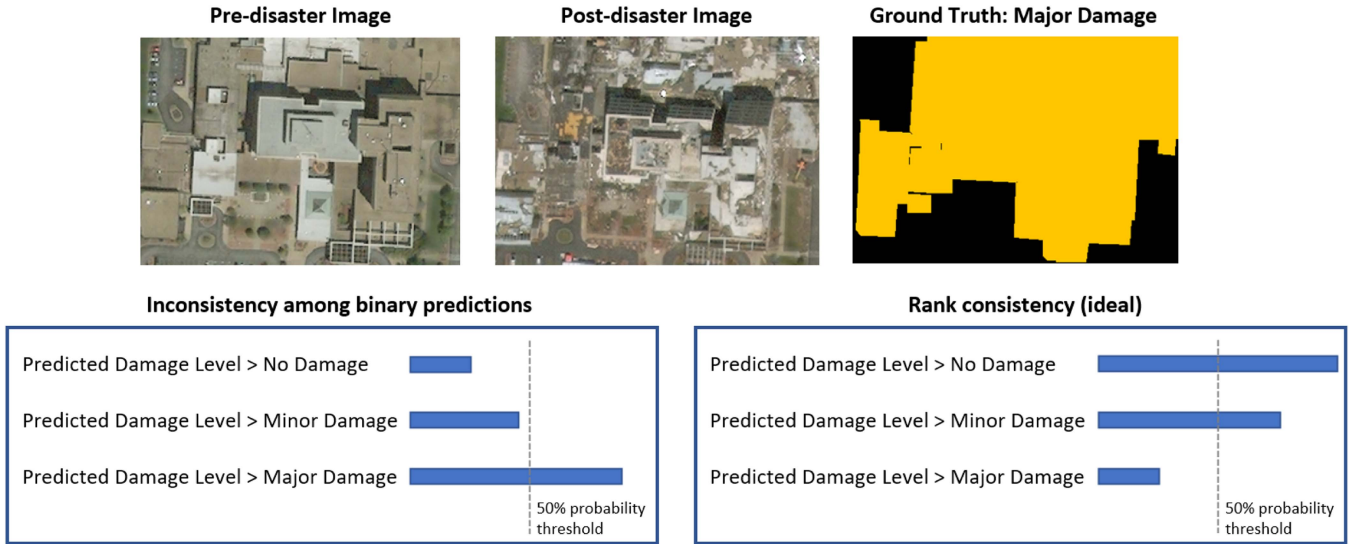 Pre-disaster Image
Post-disaster Image
Ground Truth: Major Damage
Inconsistency among binary predictions
Predicted Damage Level > No Damage
Predicted Damage Level > Minor Damage
Predicted Damage Level > Major Damage
50% probability
threshold
Rank consistency (ideal)
Predicted Damage Level > No Damage
Predicted Damage Level > Minor Damage
Predicted Damage Level > Major Damage
50% probability
threshold